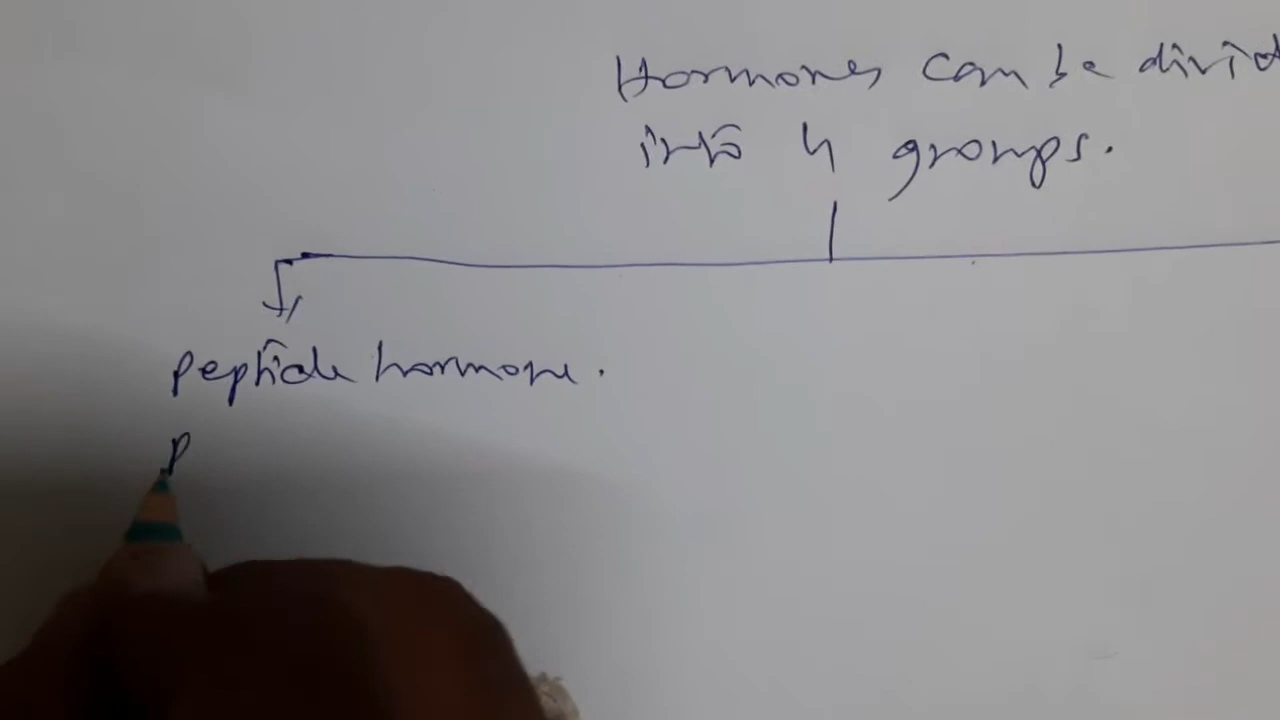 Hormones can be divid
into 4 groups.
peptide hormone.
P